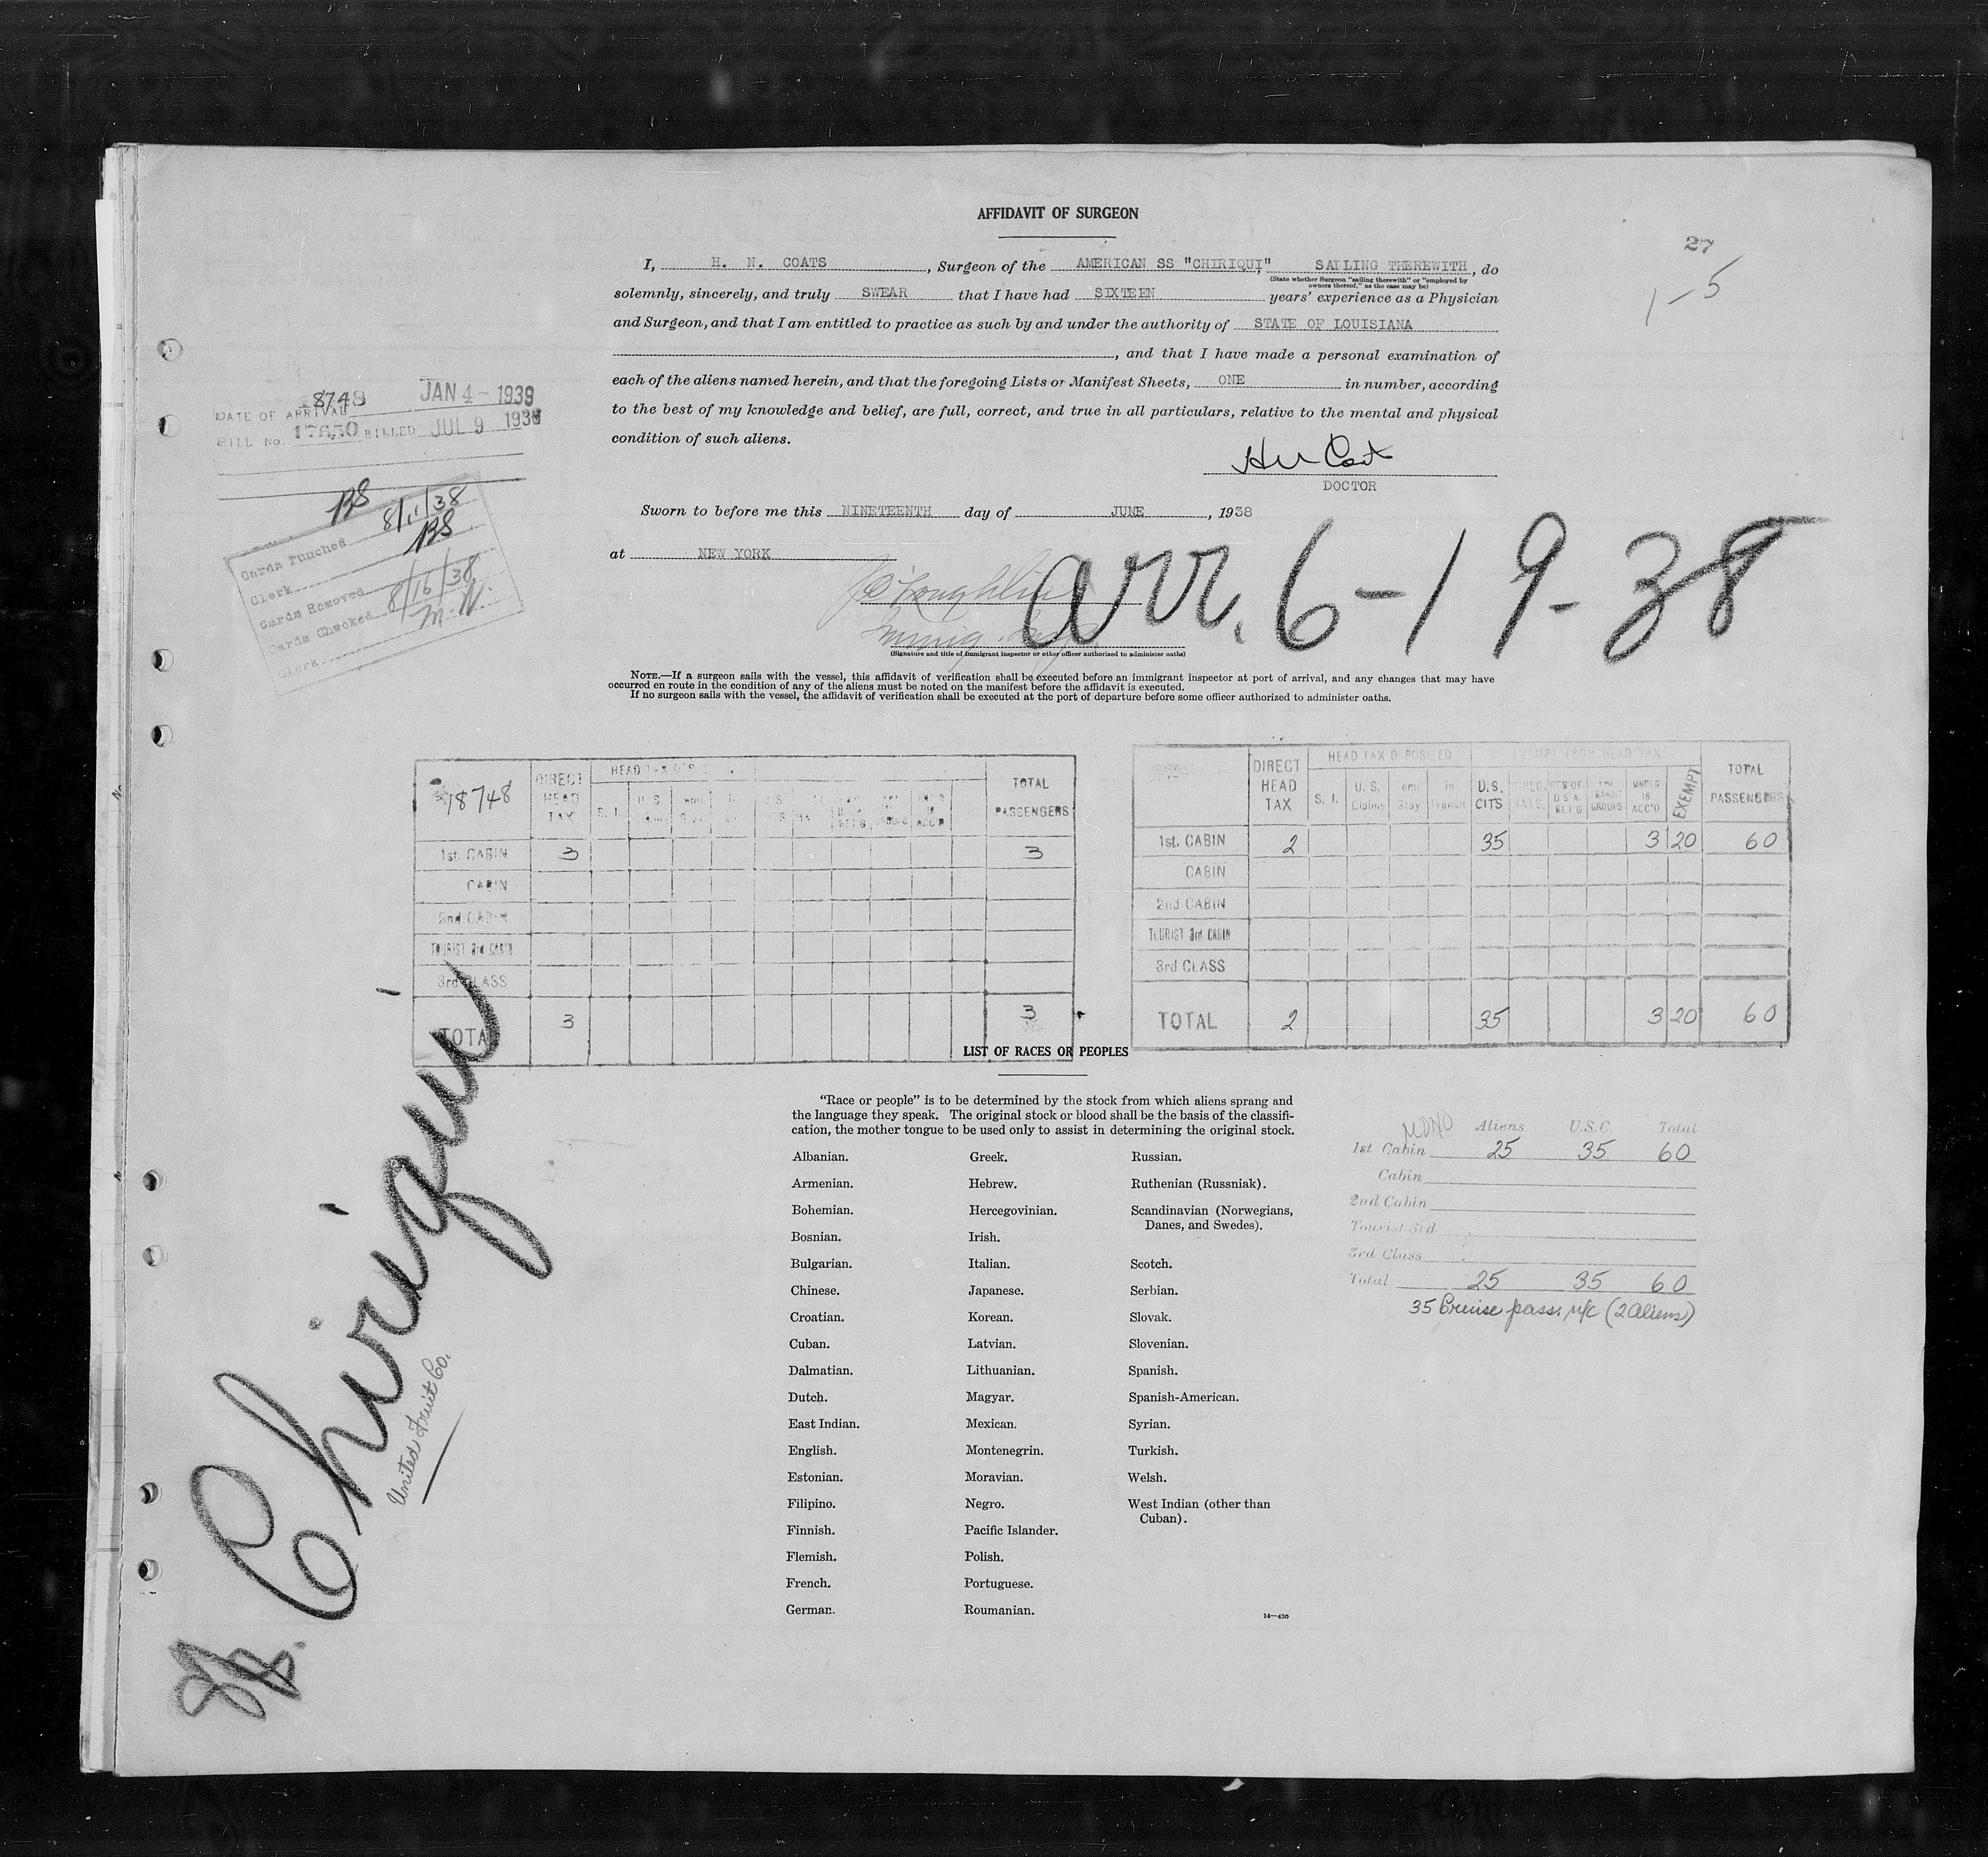 AFFIDAVIT OF SURGEON
27
1-5
I, H. N. COATS, Surgeon of the AMERICAN SS "CHIRIQUI," SAILING THEREWITH, do
(State whether Surgeon "sailing therewith" or "employed by owners thereof," as the case may be)
solemnly, sincerely, and truly SWEAR that I have had SIXTEEN years' experience as a Physician
and Surgeon, and that I am entitled to practice as such by and under the authority of STATE OF LOUISIANA
, and that I have made a personal examination of
each of the aliens named herein, and that the foregoing Lists or Manifest Sheets, ONE in number, according
to the best of my knowledge and belief, are full, correct, and true in all particulars, relative to the mental and physical
condition of such aliens.
DOCTOR
Sworn to before me this NINETEENTH day of JUNE, 1938
at NEW YORK
arr. 6-19-38
(Signature and title of immigrant inspector or other officer authorized to administer oaths)
NOTE.—If a surgeon sails with the vessel, this affidavit of verification shall be executed before an immigrant inspector at port of arrival, and any changes that may have
occurred en route in the condition of any of the aliens must be noted on the manifest before the affidavit is executed.
If no surgeon sails with the vessel, the affidavit of verification shall be executed at the port of departure before some officer authorized to administer oaths.
18748 JAN 4 - 1939
DATE OF ARRIVAL
BILL No. 17650 BILLED JUL 9 1938
BS
Cards Punched 8/11/38
Clerk BS
Cards Removed
Cards Checked 8/16/38
Clerk M.W.
18748 DIRECT HEAD TAX TOTAL PASSENGERS
1st. CABIN 3 3
CABIN
2nd CABIN
TOURIST 3rd CABIN
3rd CLASS
TOTAL 3 3
HEAD TAX DEPOSITED EXEMPT FROM HEAD TAX
DIRECT HEAD TAX S. I. U. S. Claims Temp Stay in Transit U.S. CITS UNDER 16 ACC'D EXEMPT TOTAL PASSENGERS
1st. CABIN 2 35 3 20 60
CABIN
2nd CABIN
TOURIST 3rd CABIN
3rd CLASS
TOTAL 2 35 3 20 60
LIST OF RACES OR PEOPLES
"Race or people" is to be determined by the stock from which aliens sprang and
the language they speak. The original stock or blood shall be the basis of the classifi-
cation, the mother tongue to be used only to assist in determining the original stock.
Albanian.
Armenian.
Bohemian.
Bosnian.
Bulgarian.
Chinese.
Croatian.
Cuban.
Dalmatian.
Dutch.
East Indian.
English.
Estonian.
Filipino.
Finnish.
Flemish.
French.
German.
Greek.
Hebrew.
Hercegovinian.
Irish.
Italian.
Japanese.
Korean.
Latvian.
Lithuanian.
Magyar.
Mexican.
Montenegrin.
Moravian.
Negro.
Pacific Islander.
Polish.
Portuguese.
Roumanian.
Russian.
Ruthenian (Russniak).
Scandinavian (Norwegians,
Danes, and Swedes).
Scotch.
Serbian.
Slovak.
Slovenian.
Spanish.
Spanish-American.
Syrian.
Turkish.
Welsh.
West Indian (other than
Cuban).
14—430
Aliens U.S.C. Total
1st Cabin 25 35 60
Cabin
2nd Cabin
Tourist 3rd
3rd Class
Total 25 35 60
35 Cruise pass. n/c (2 aliens)
Chiriqui
United Fruit Co.